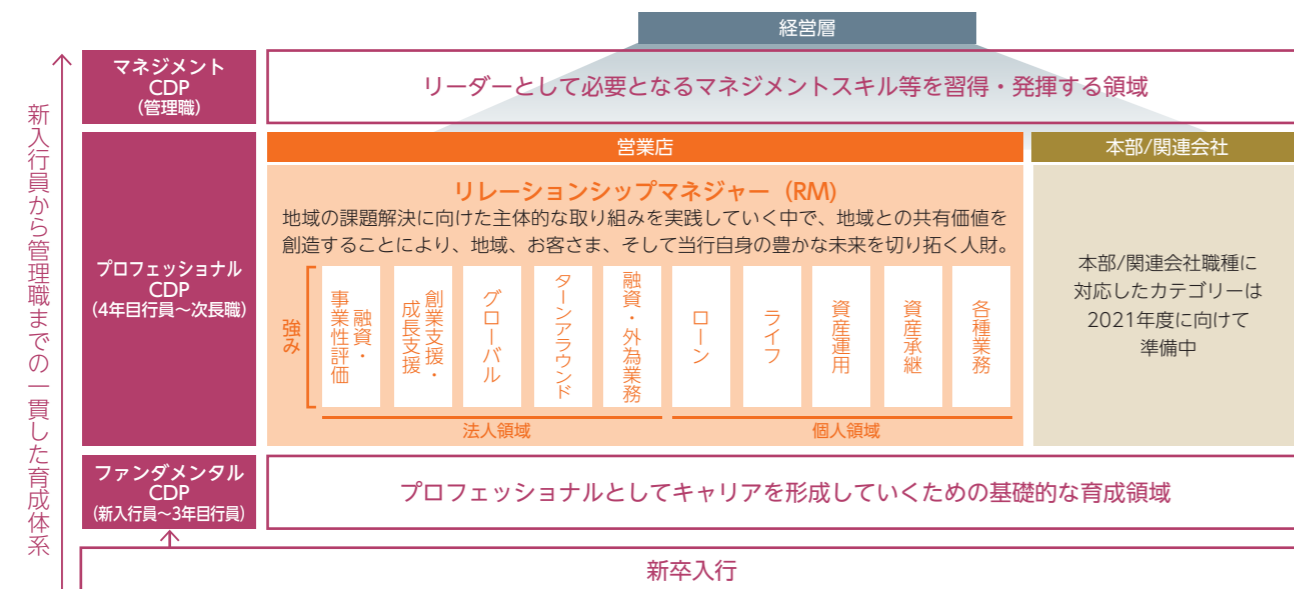 経営層
新入行員から管理職までの一貫した育成体系
マネジメント
CDP
(管理職)
リーダーとして必要となるマネジメントスキル等を習得・発揮する領域
プロフェッショナル
CDP
(4年目行員～次長職)
営業店
リレーションシップマネジャー（RM）
地域の課題解決に向けた主体的な取り組みを実践していく中で、地域との共有価値を
創造することにより、地域、お客さま、そして当行自身の豊かな未来を切り拓く人財。
強み
融資・
事業性評価
創業支援・
成長支援
グローバル
ターンアラウンド
融資・外為業務
ローン
ライフ
資産運用
資産承継
各種業務
法人領域
個人領域
本部/関連会社
本部/関連会社職種に
対応したカテゴリーは
2021年度に向けて
準備中
ファンダメンタル
CDP
(新入行員～3年目行員)
プロフェッショナルとしてキャリアを形成していくための基礎的な育成領域
新卒入行